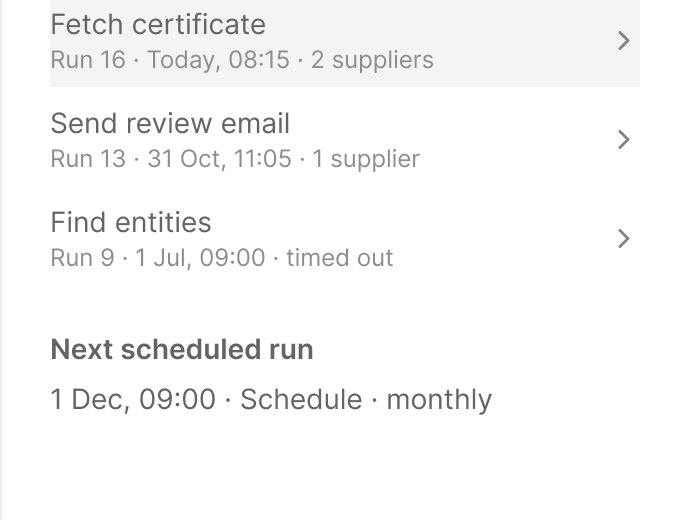 Fetch certificate
Run 16 · Today, 08:15 · 2 suppliers
Send review email
Run 13 · 31 Oct, 11:05 · 1 supplier
Find entities
Run 9 · 1 Jul, 09:00 · timed out
Next scheduled run
1 Dec, 09:00 · Schedule · monthly